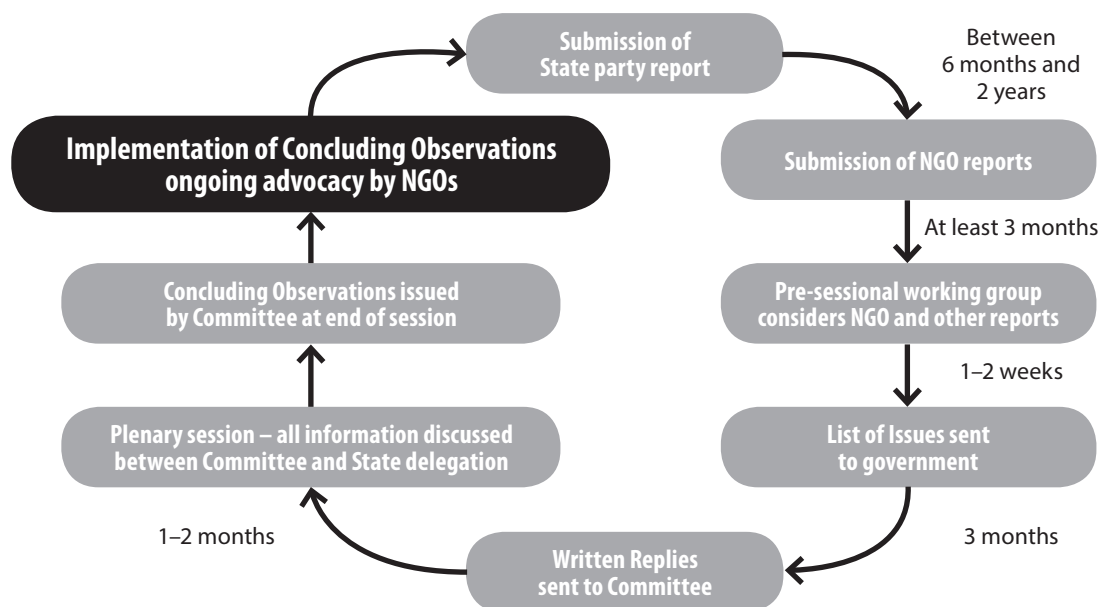 Submission of
State party report
Between
6 months and
2 years
Submission of NGO reports
At least 3 months
Pre-sessional working group
considers NGO and other reports
1–2 weeks
List of Issues sent
to government
3 months
Written Replies
sent to Committee
1–2 months
Plenary session – all information discussed
between Committee and State delegation
Concluding Observations issued
by Committee at end of session
Implementation of Concluding Observations
ongoing advocacy by NGOs